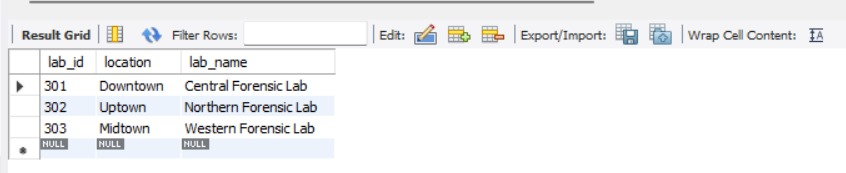 Result Grid Filter Rows: Edit: Export/Import: Wrap Cell Content: IA
lab_id location lab_name
301 Downtown Central Forensic Lab
302 Uptown Northern Forensic Lab
303 Midtown Western Forensic Lab
NULL NULL NULL